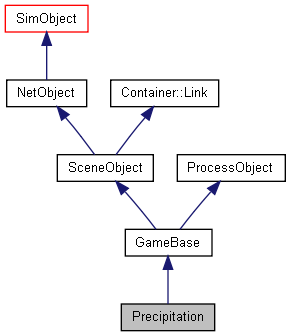 SimObject
NetObject
Container::Link
SceneObject
ProcessObject
GameBase
Precipitation